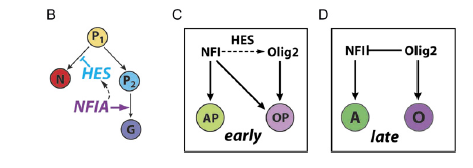 B
P1
N
HES
P2
NFIA
G
C
HES
NFI Olig2
AP OP
early
D
NFI Olig2
A O
late